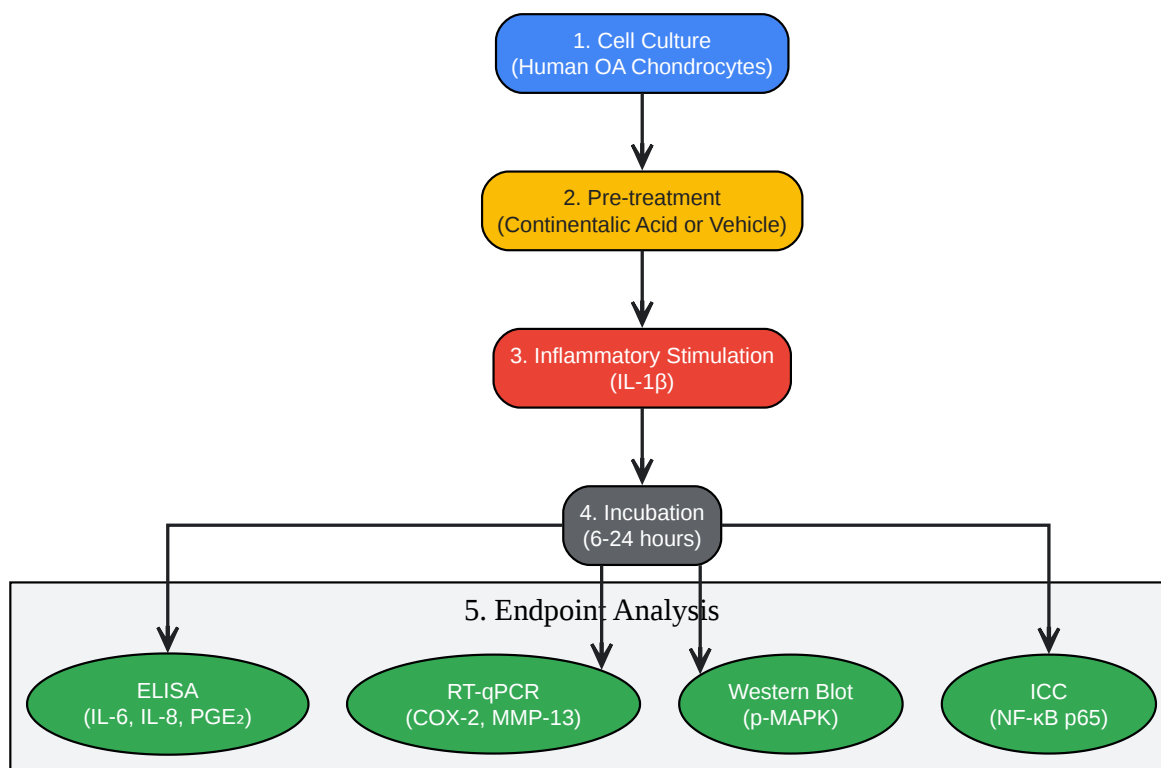 1. Cell Culture
(Human OA Chondrocytes)
2. Pre-treatment
(Continentalic Acid or Vehicle)
3. Inflammatory Stimulation
(IL-1β)
4. Incubation
(6-24 hours)
5. Endpoint Analysis
ELISA
(IL-6, IL-8, PGE₂)
RT-qPCR
(COX-2, MMP-13)
Western Blot
(p-MAPK)
ICC
(NF-κB p65)